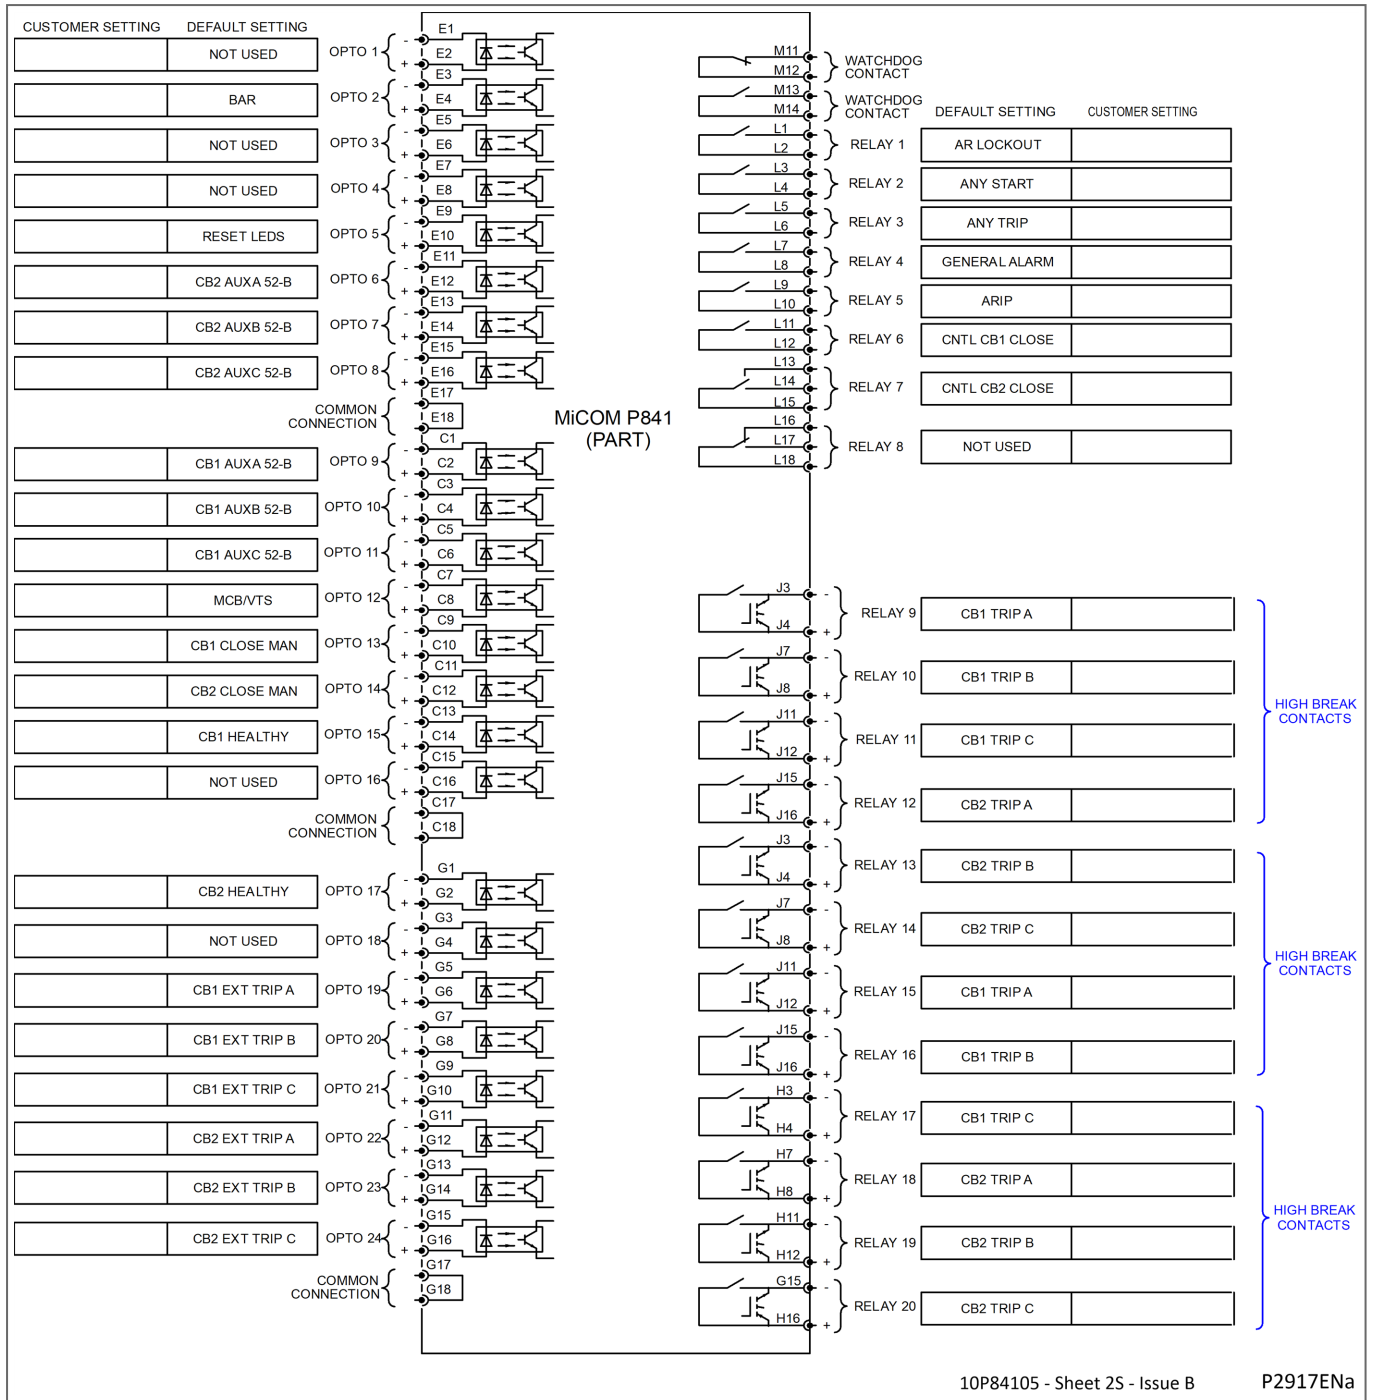 CUSTOMER SETTING DEFAULT SETTING
NOT USED OPTO 1 - + E1 E2
BAR OPTO 2 - + E3 E4
NOT USED OPTO 3 - + E5 E6
NOT USED OPTO 4 - + E7 E8
RESET LEDS OPTO 5 - + E9 E10
CB2 AUXA 52-B OPTO 6 - + E11 E12
CB2 AUXB 52-B OPTO 7 - + E13 E14
CB2 AUXC 52-B OPTO 8 - + E15 E16
COMMON
CONNECTION
E17 E18
CB1 AUXA 52-B OPTO 9 - + C1 C2
CB1 AUXB 52-B OPTO 10 - + C3 C4
CB1 AUXC 52-B OPTO 11 - + C5 C6
MCB/VTS OPTO 12 - + C7 C8
CB1 CLOSE MAN OPTO 13 - + C9 C10
CB2 CLOSE MAN OPTO 14 - + C11 C12
CB1 HEALTHY OPTO 15 - + C13 C14
NOT USED OPTO 16 - + C15 C16
COMMON
CONNECTION
C17 C18
CB2 HEALTHY OPTO 17 - + G1 G2
NOT USED OPTO 18 - + G3 G4
CB1 EXT TRIP A OPTO 19 - + G5 G6
CB1 EXT TRIP B OPTO 20 - + G7 G8
CB1 EXT TRIP C OPTO 21 - + G9 G10
CB2 EXT TRIP A OPTO 22 - + G11 G12
CB2 EXT TRIP B OPTO 23 - + G13 G14
CB2 EXT TRIP C OPTO 24 - + G15 G16
COMMON
CONNECTION
G17 G18
MiCOM P841
(PART)
M11 M12 WATCHDOG
CONTACT
M13 M14 WATCHDOG
CONTACT
DEFAULT SETTING CUSTOMER SETTING
L1 L2 RELAY 1 AR LOCKOUT
L3 L4 RELAY 2 ANY START
L5 L6 RELAY 3 ANY TRIP
L7 L8 RELAY 4 GENERAL ALARM
L9 L10 RELAY 5 ARIP
L11 L12 RELAY 6 CNTL CB1 CLOSE
L13 L14 L15 RELAY 7 CNTL CB2 CLOSE
L16 L17 L18 RELAY 8 NOT USED
J3 J4 - + RELAY 9 CB1 TRIP A
J7 J8 - + RELAY 10 CB1 TRIP B
J11 J12 - + RELAY 11 CB1 TRIP C
J15 J16 - + RELAY 12 CB2 TRIP A
HIGH BREAK
CONTACTS
J3 J4 - + RELAY 13 CB2 TRIP B
J7 J8 - + RELAY 14 CB2 TRIP C
J11 J12 - + RELAY 15 CB1 TRIP A
J15 J16 - + RELAY 16 CB1 TRIP B
HIGH BREAK
CONTACTS
H3 H4 - + RELAY 17 CB1 TRIP C
H7 H8 - + RELAY 18 CB2 TRIP A
H11 H12 - + RELAY 19 CB2 TRIP B
G15 H16 - + RELAY 20 CB2 TRIP C
HIGH BREAK
CONTACTS
10P84105 - Sheet 2S - Issue B
P2917ENa